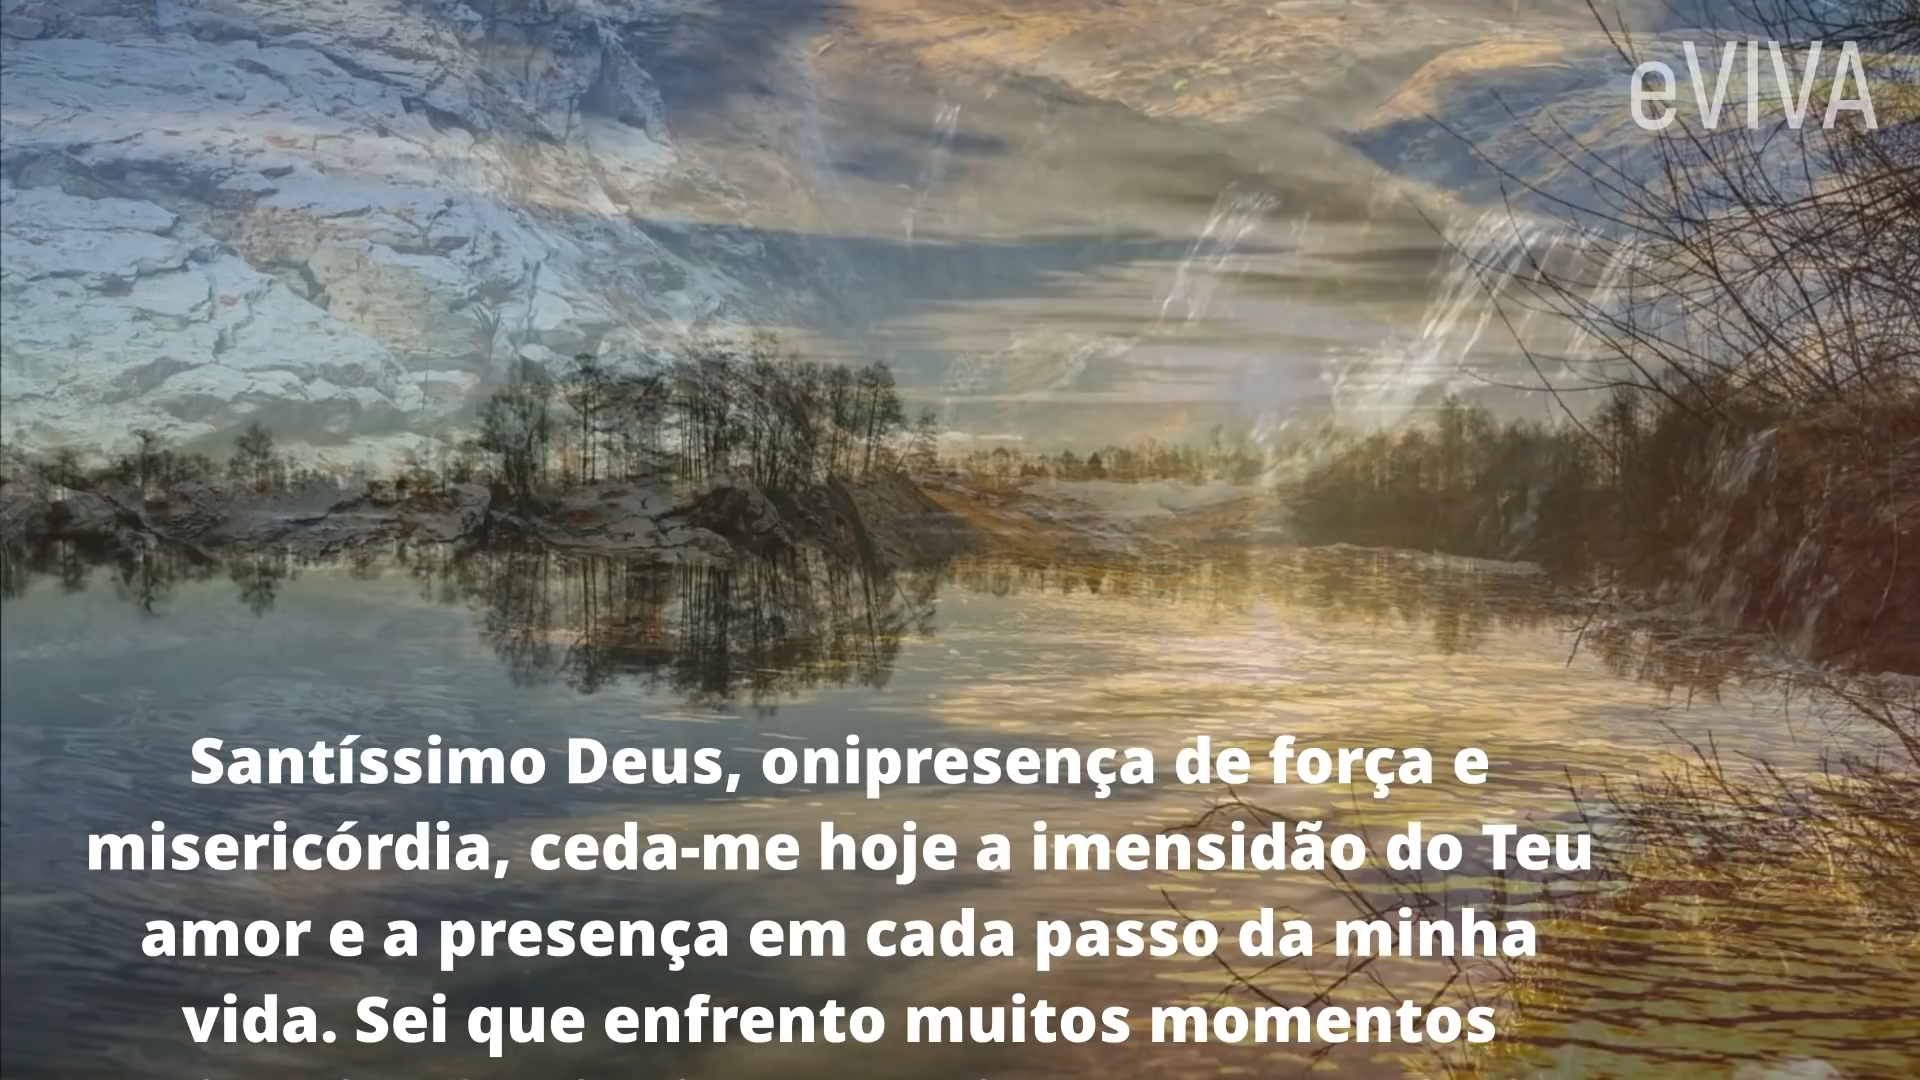 eVIVA
Santíssimo Deus, onipresença de força e
misericórdia, ceda-me hoje a imensidão do Teu
amor e a presença em cada passo da minha
vida. Sei que enfrento muitos momentos